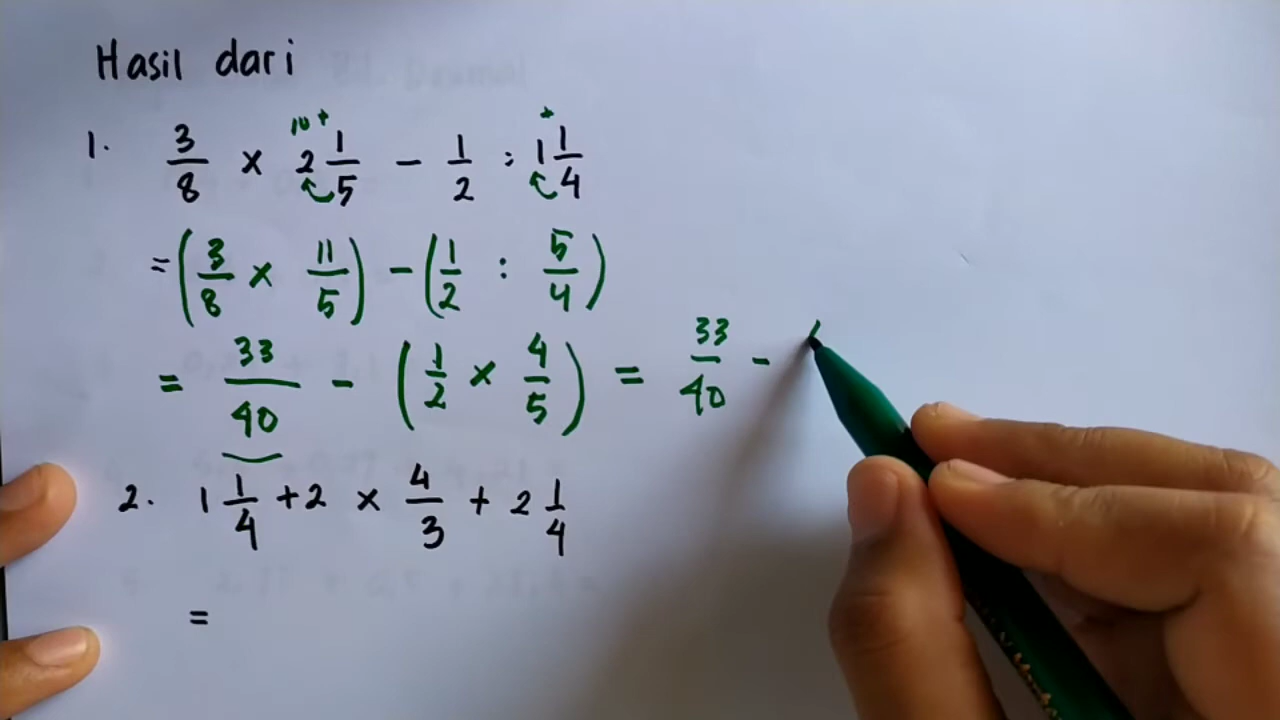 Hasil dari
1. 3/8 × 2 1/5 - 1/2 : 1 1/4
10 + +
= (3/8 × 11/5) - (1/2 : 5/4)
= 33/40 - (1/2 × 4/5) = 33/40 -
2. 1 1/4 + 2 × 4/3 + 2 1/4
=